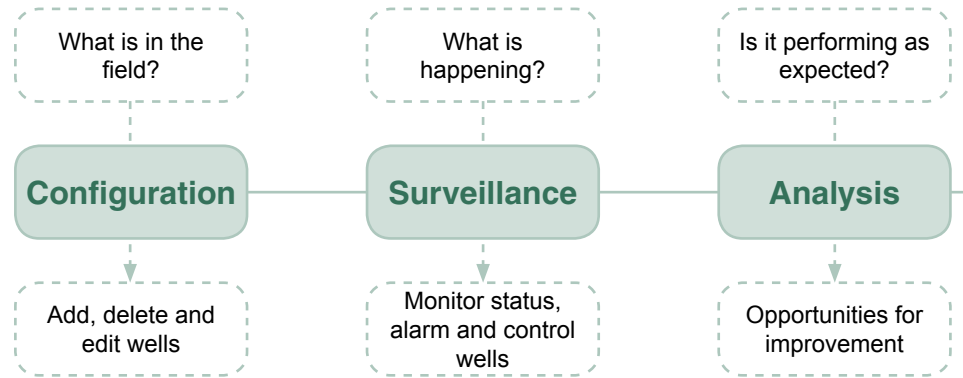 What is in the
field?
What is
happening?
Is it performing as
expected?
Configuration
Surveillance
Analysis
Add, delete and
edit wells
Monitor status,
alarm and control
wells
Opportunities for
improvement